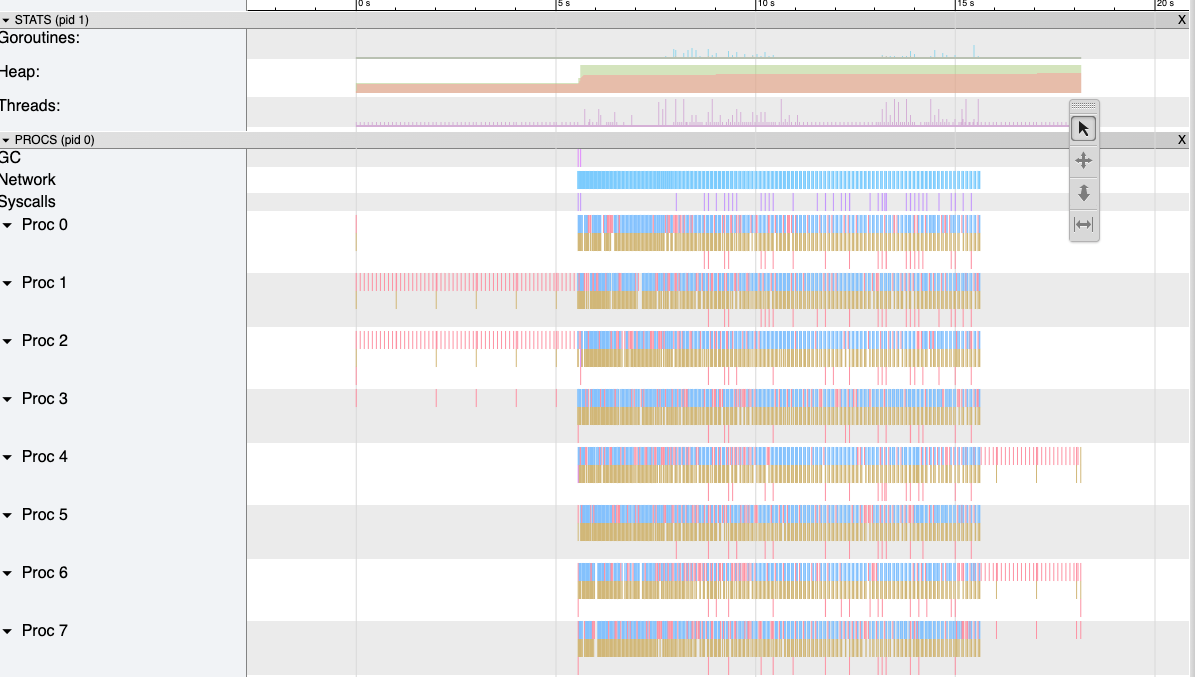 0 s
5 s
10 s
15 s
20 s
STATS (pid 1) X
Goroutines:
Heap:
Threads:
PROCS (pid 0) X
GC
Network
Syscalls
Proc 0
Proc 1
Proc 2
Proc 3
Proc 4
Proc 5
Proc 6
Proc 7